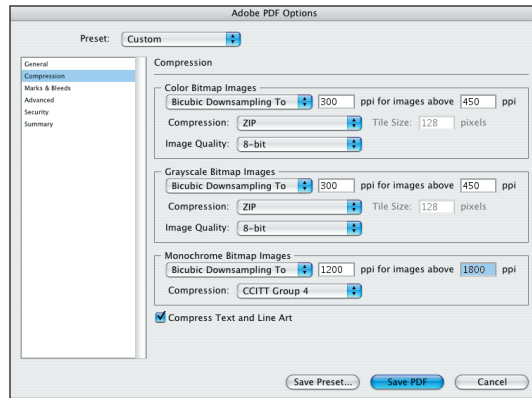 Adobe PDF Options
Preset: Custom
General
Compression
Marks & Bleeds
Advanced
Security
Summary
Compression
Color Bitmap Images
Bicubic Downsampling To 300 ppi for images above 450 ppi
Compression: ZIP Tile Size: 128 pixels
Image Quality: 8-bit
Grayscale Bitmap Images
Bicubic Downsampling To 300 ppi for images above 450 ppi
Compression: ZIP Tile Size: 128 pixels
Image Quality: 8-bit
Monochrome Bitmap Images
Bicubic Downsampling To 1200 ppi for images above 1800 ppi
Compression: CCITT Group 4
Compress Text and Line Art
Save Preset... Save PDF Cancel